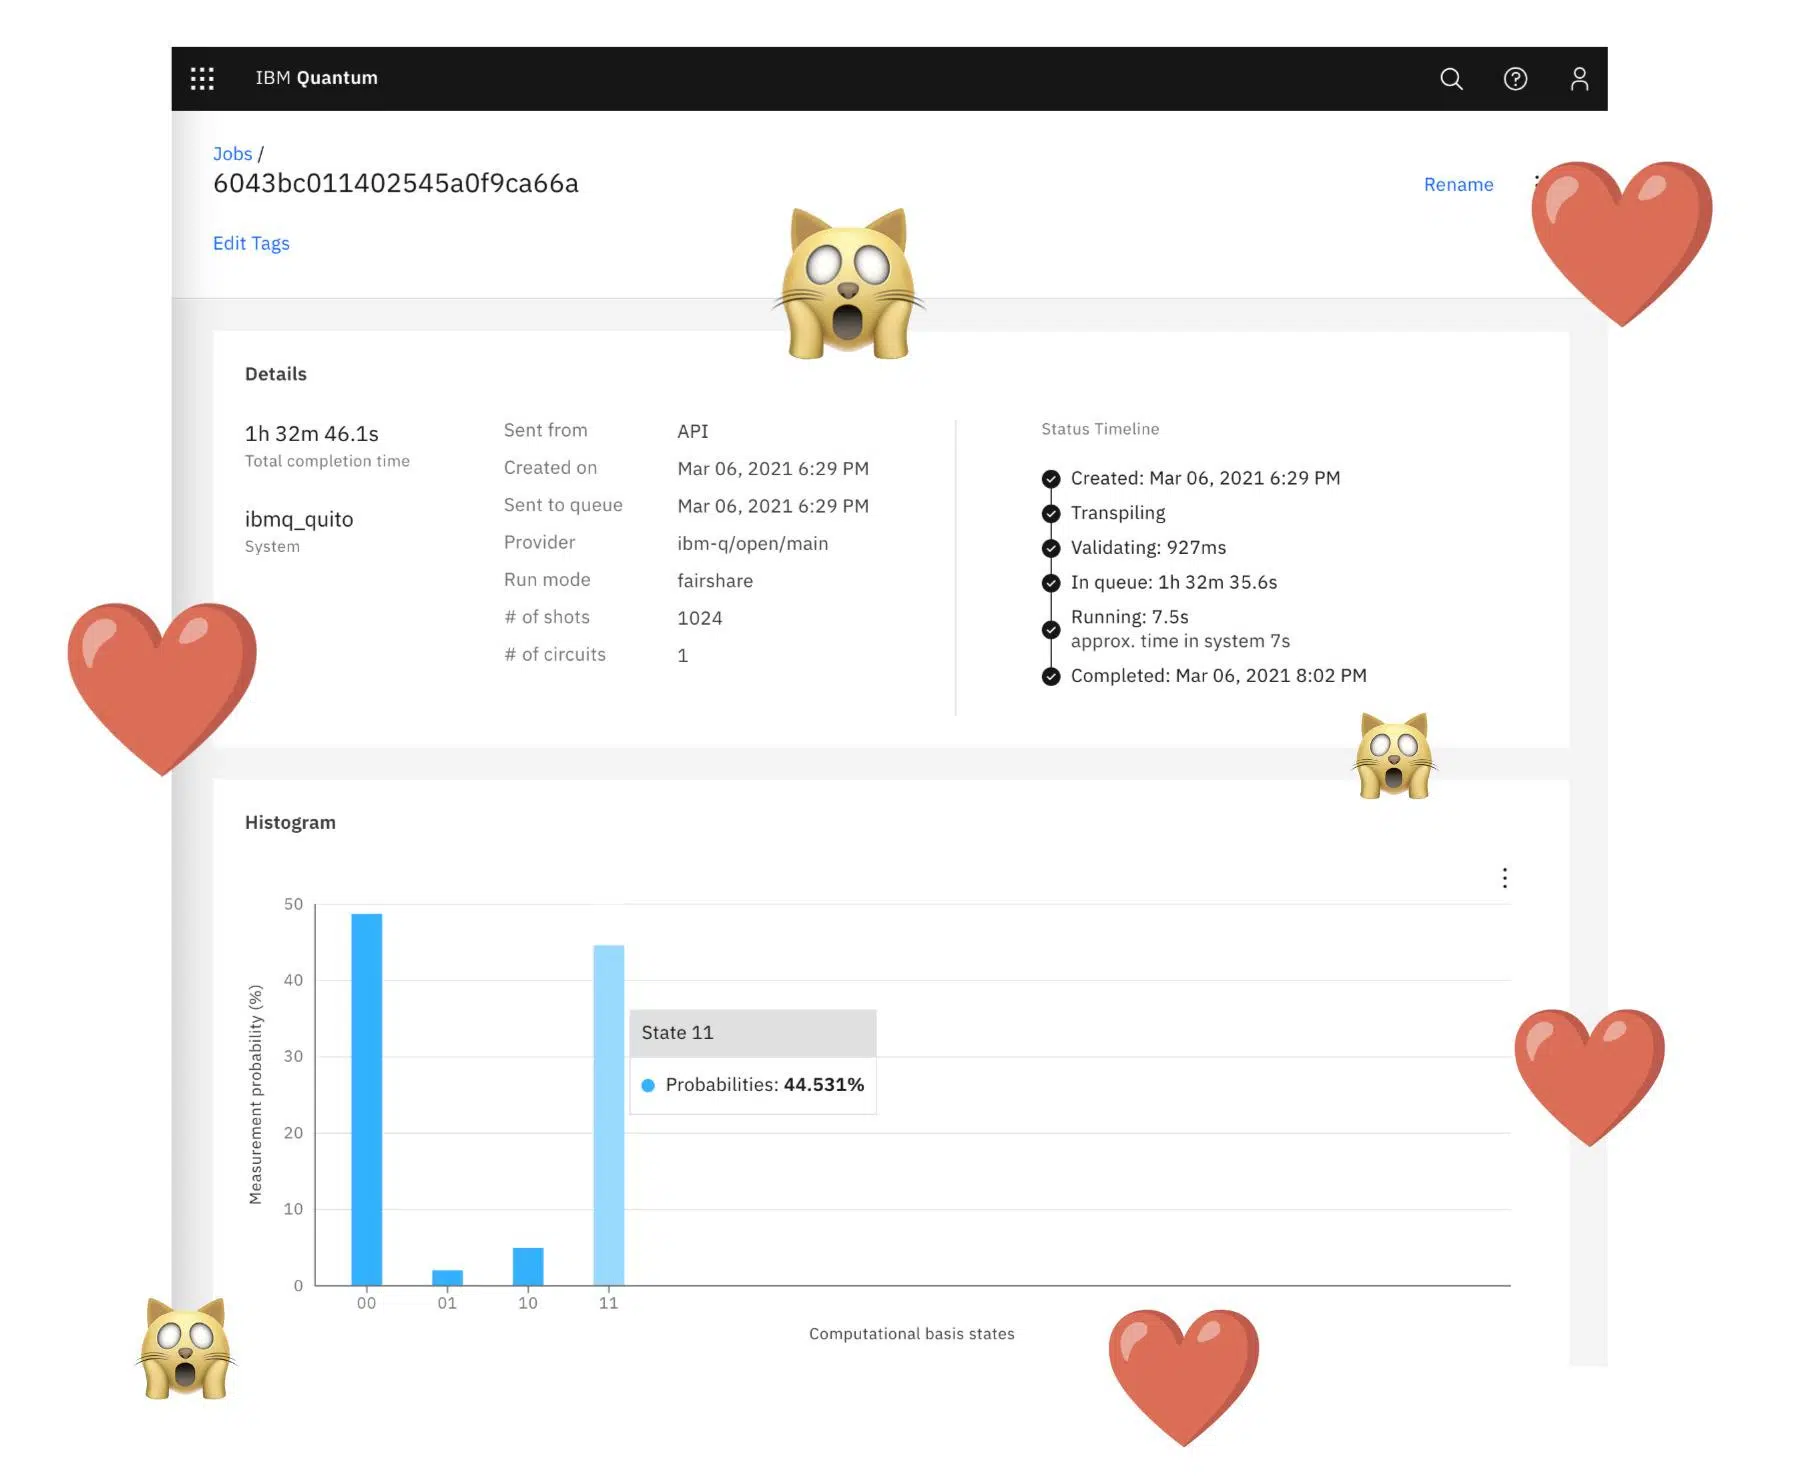 IBM Quantum
Jobs /
6043bc011402545a0f9ca66a
Rename
Edit Tags
Details
1h 32m 46.1s
Total completion time
ibmq_quito
System
Sent from API
Created on Mar 06, 2021 6:29 PM
Sent to queue Mar 06, 2021 6:29 PM
Provider ibm-q/open/main
Run mode fairshare
# of shots 1024
# of circuits 1
Status Timeline
Created: Mar 06, 2021 6:29 PM
Transpiling
Validating: 927ms
In queue: 1h 32m 35.6s
Running: 7.5s
approx. time in system 7s
Completed: Mar 06, 2021 8:02 PM
Histogram
Measurement probability (%)
50
40
30
20
10
0
State 11
Probabilities: 44.531%
00 01 10 11
Computational basis states